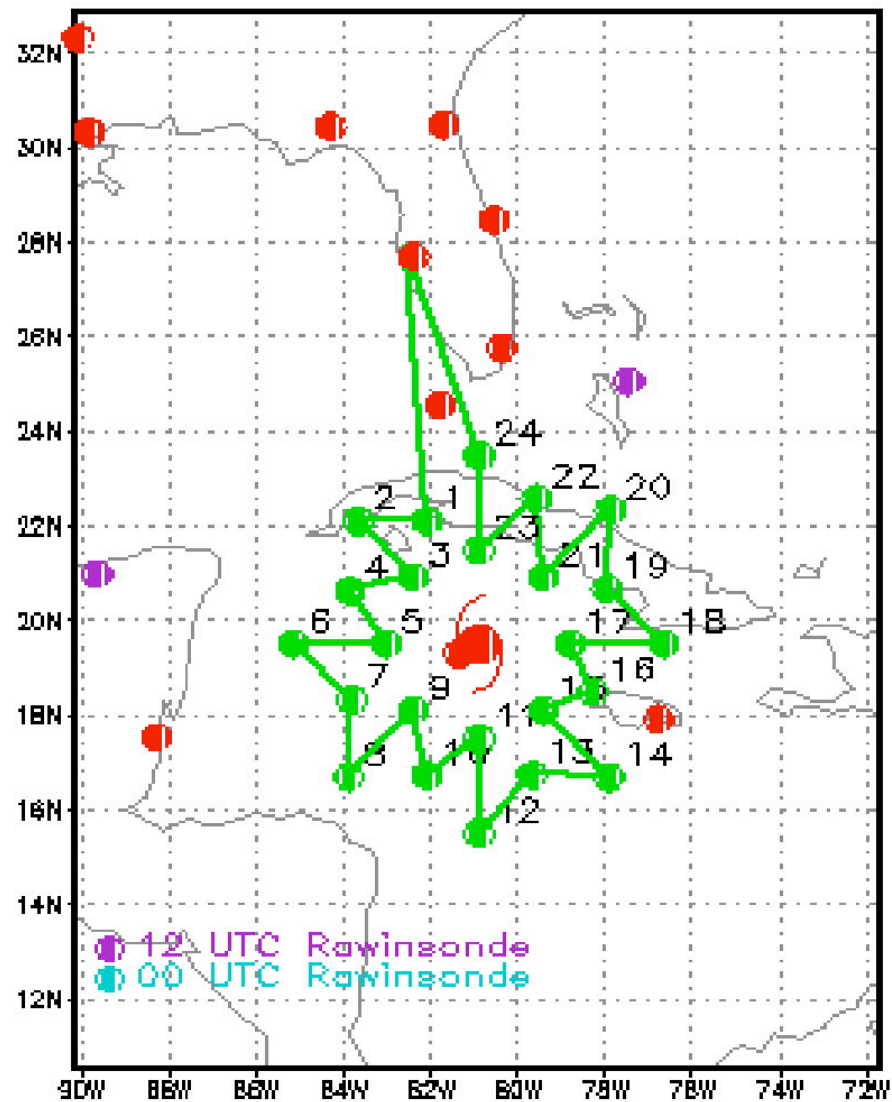 32N
30N
28N
26N
24N 24
22 20
2 1
22N 23
3 21
4 19
20N 6 5 17 18
7 16
9 15
18N 11
8 10 13 14
16N 12
14N
12 UTC Rawinsonde
00 UTC Rawinsonde
12N
90W 88W 86W 84W 82W 80W 78W 76W 74W 72W